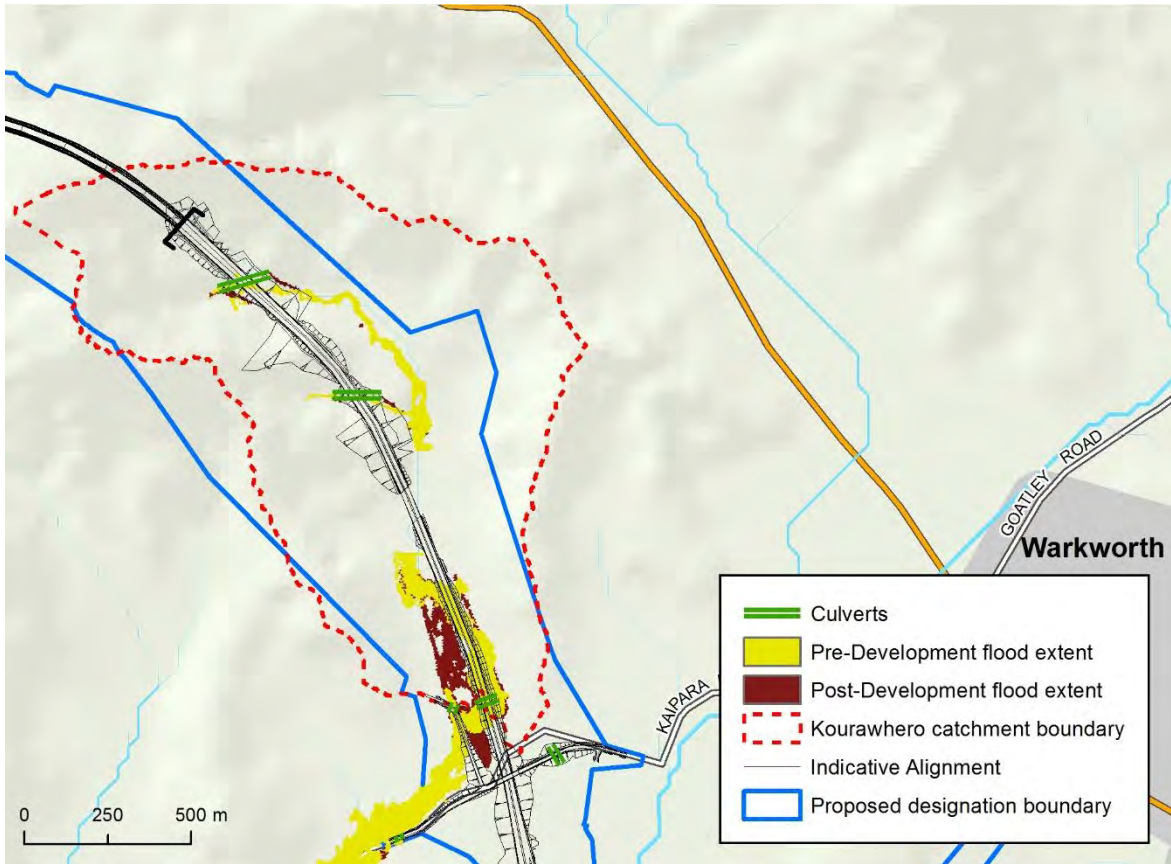 GOATLEY ROAD
Warkworth
KAIPARA
Culverts
Pre-Development flood extent
Post-Development flood extent
Kourawhero catchment boundary
Indicative Alignment
Proposed designation boundary
0 250 500 m